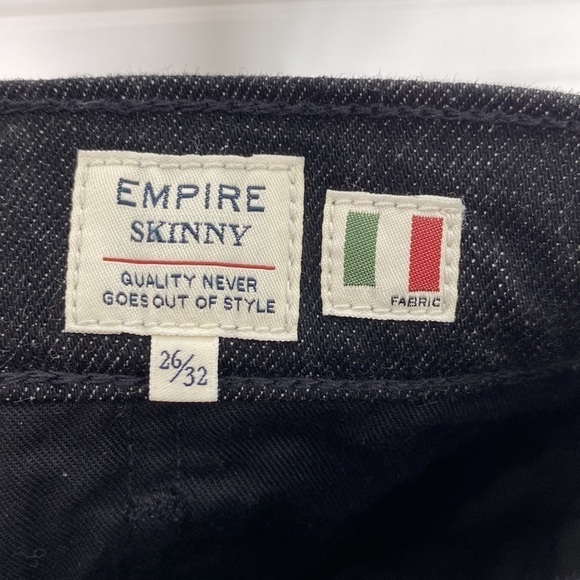 EMPIRE
SKINNY
QUALITY NEVER
GOES OUT OF STYLE
FABRIC
26/32